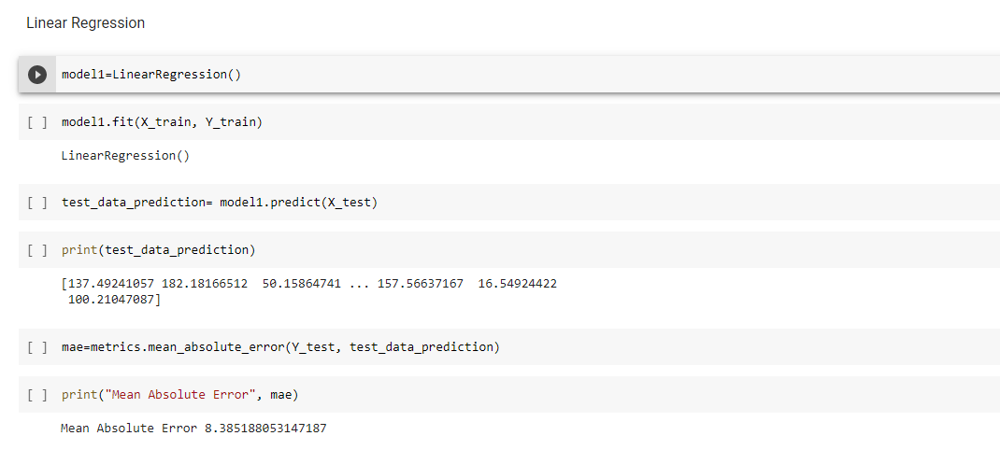 Linear Regression
model1=LinearRegression()
[ ] model1.fit(X_train, Y_train)
LinearRegression()
[ ] test_data_prediction= model1.predict(X_test)
[ ] print(test_data_prediction)
[137.49241057 182.18166512  50.15864741 ... 157.56637167  16.54924422
 100.21047087]
[ ] mae=metrics.mean_absolute_error(Y_test, test_data_prediction)
[ ] print("Mean Absolute Error", mae)
Mean Absolute Error 8.385188053147187